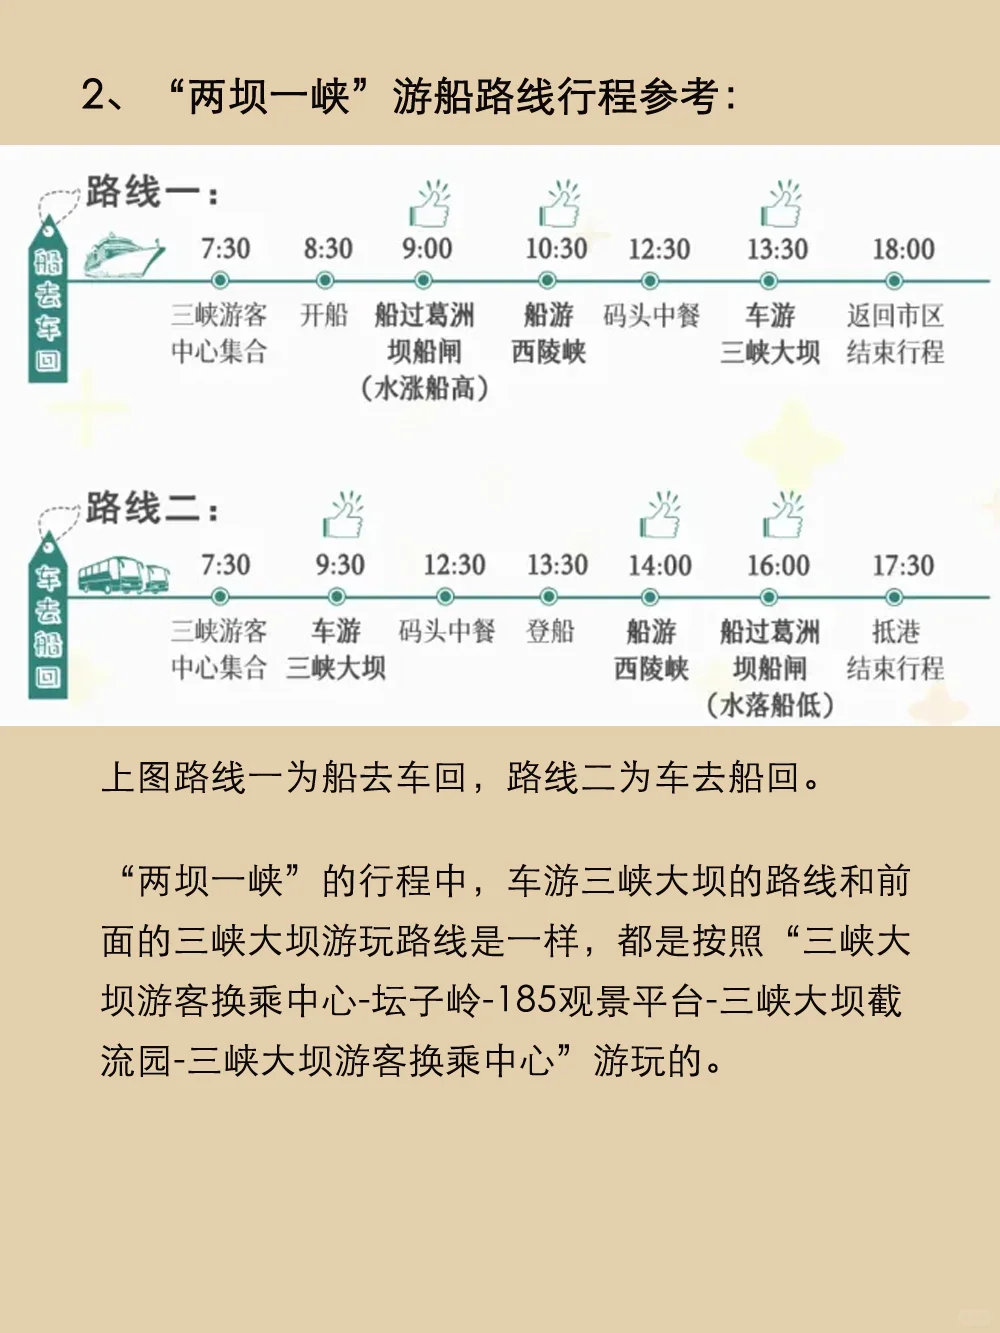 2、“两坝一峡”游船路线行程参考：
路线一：
船去车回
7:30 8:30 9:00 10:30 12:30 13:30 18:00
三峡游客 开船 船过葛洲 船游 码头中餐 车游 返回市区
中心集合 坝船闸 西陵峡 三峡大坝 结束行程
（水涨船高）
路线二：
车去船回
7:30 9:30 12:30 13:30 14:00 16:00 17:30
三峡游客 车游 码头中餐 登船 船游 船过葛洲 抵港
中心集合 三峡大坝 西陵峡 坝船闸 结束行程
（水落船低）
上图路线一为船去车回，路线二为车去船回。
“两坝一峡”的行程中，车游三峡大坝的路线和前
面的三峡大坝游玩路线是一样，都是按照“三峡大
坝游客换乘中心-坛子岭-185观景平台-三峡大坝截
流园-三峡大坝游客换乘中心”游玩的。